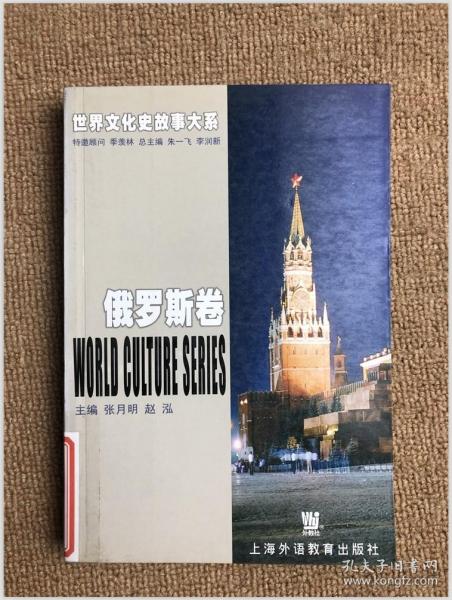 世界文化史故事大系
特邀顾问 季羡林 总主编 朱一飞 李润新
俄罗斯卷
WORLD CULTURE SERIES
主编 张月明 赵泓
Wj
外教社
上海外语教育出版社
孔夫子旧书网
www.kongfz.com